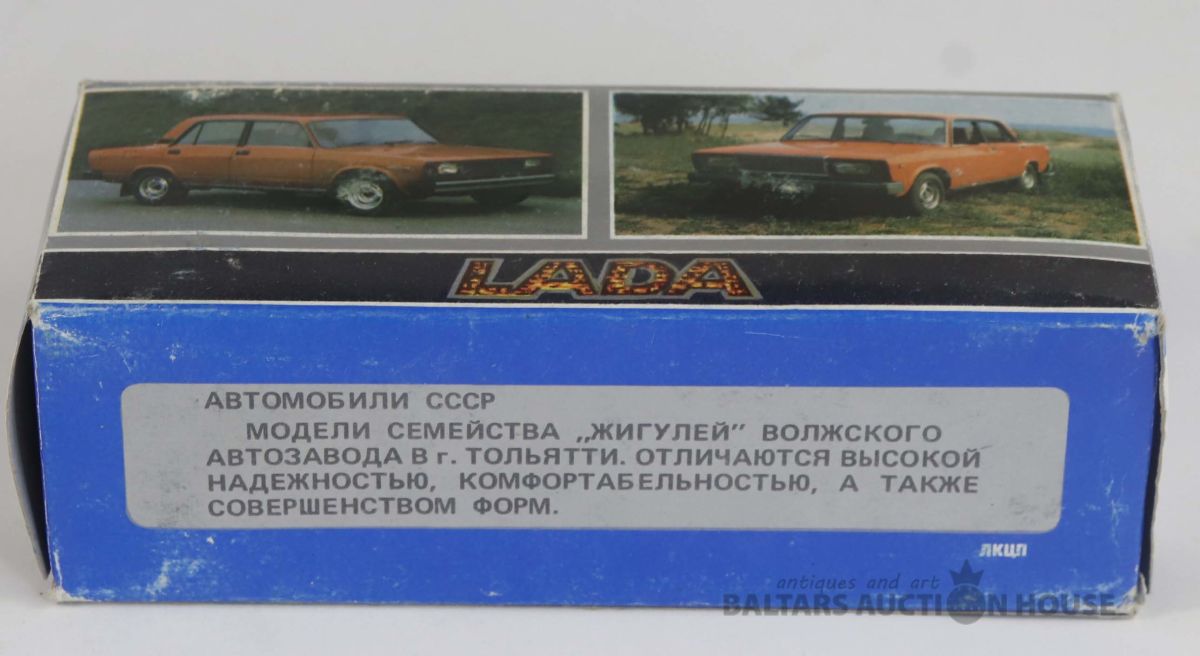 LADA
АВТОМОБИЛИ СССР
МОДЕЛИ СЕМЕЙСТВА „ЖИГУЛЕЙ" ВОЛЖСКОГО
АВТОЗАВОДА В г. ТОЛЬЯТТИ. ОТЛИЧАЮТСЯ ВЫСОКОЙ
НАДЕЖНОСТЬЮ, КОМФОРТАБЕЛЬНОСТЬЮ, А ТАКЖЕ
СОВЕРШЕНСТВОМ ФОРМ.
ЛКЦП
antiques and art
BALTARS AUCTION HOUSE